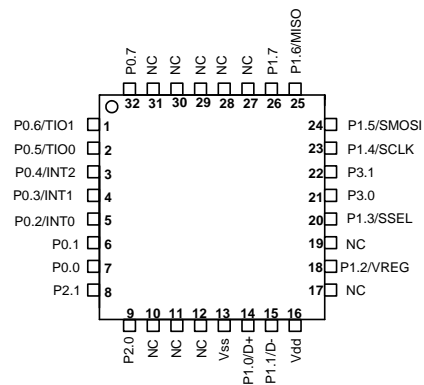 P0.7 NC NC NC NC NC P1.7 P1.6/MISO
32 31 30 29 28 27 26 25
P0.6/TIO1 1
P0.5/TIO0 2
P0.4/INT2 3
P0.3/INT1 4
P0.2/INT0 5
P0.1 6
P0.0 7
P2.1 8
24 P1.5/SMOSI
23 P1.4/SCLK
22 P3.1
21 P3.0
20 P1.3/SSEL
19 NC
18 P1.2/VREG
17 NC
9 10 11 12 13 14 15 16
P2.0 NC NC NC Vss P1.0/D+ P1.1/D- Vdd